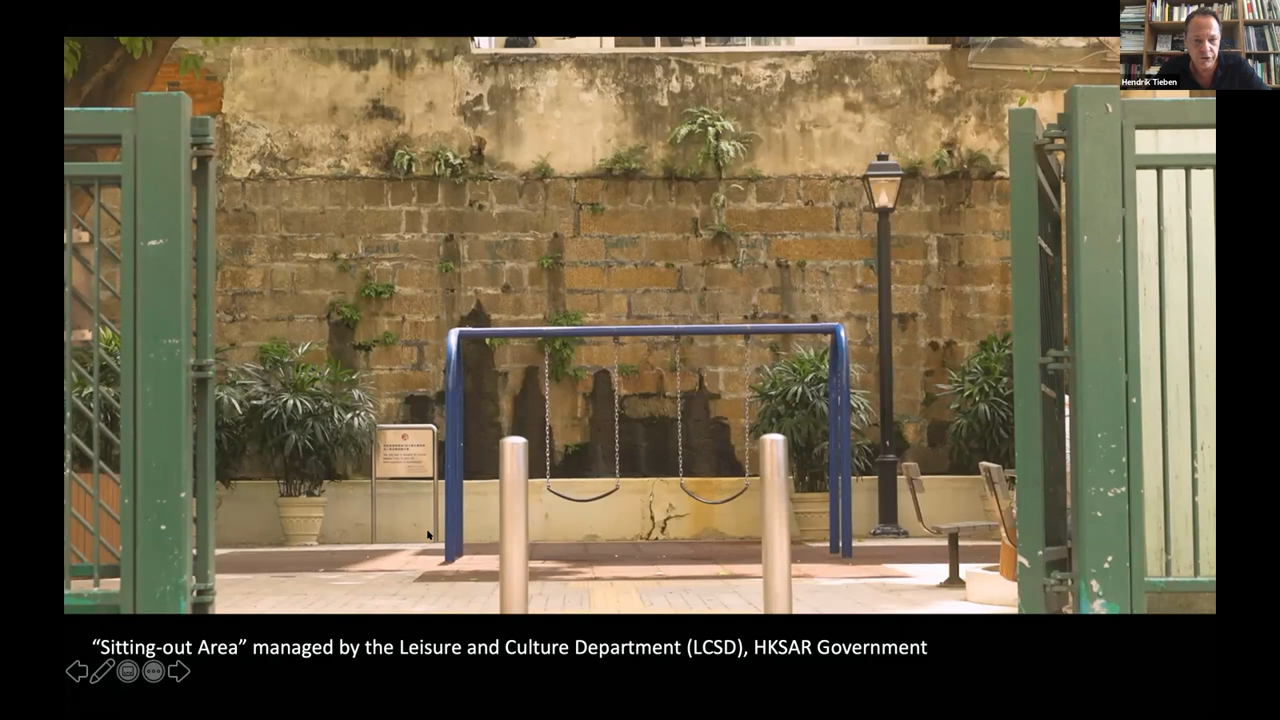 Hendrik Tieben
“Sitting-out Area” managed by the Leisure and Culture Department (LCSD), HKSAR Government